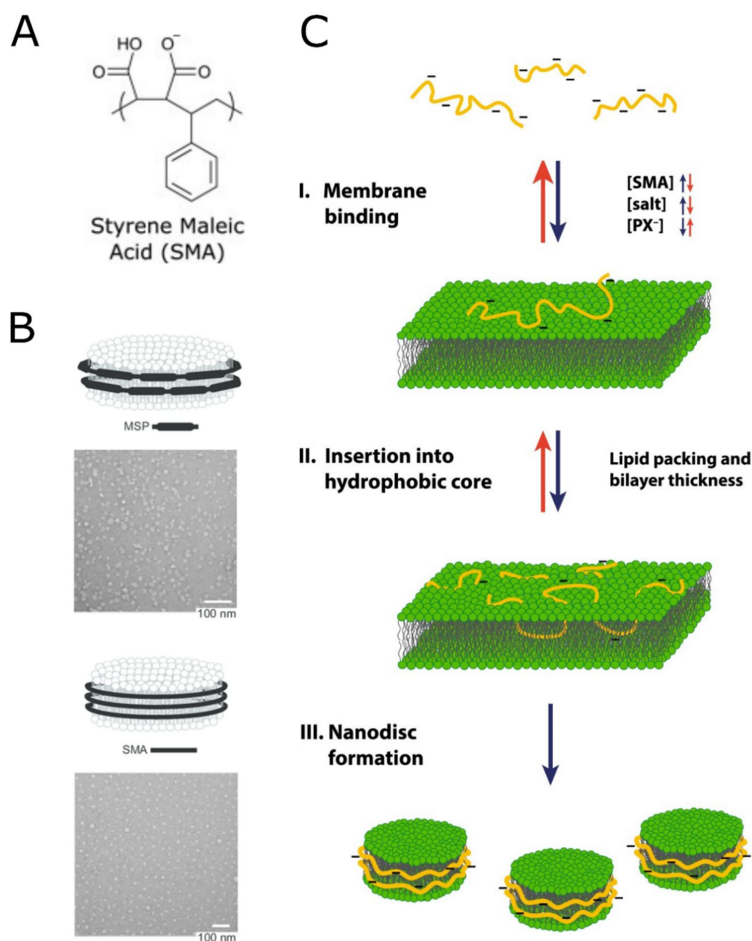 A
HO O⁻
O O
Styrene Maleic
Acid (SMA)
B
MSP
100 nm
SMA
100 nm
C
I. Membrane
binding
[SMA]
[salt]
[PX⁻]
II. Insertion into
hydrophobic core
Lipid packing and
bilayer thickness
III. Nanodisc
formation